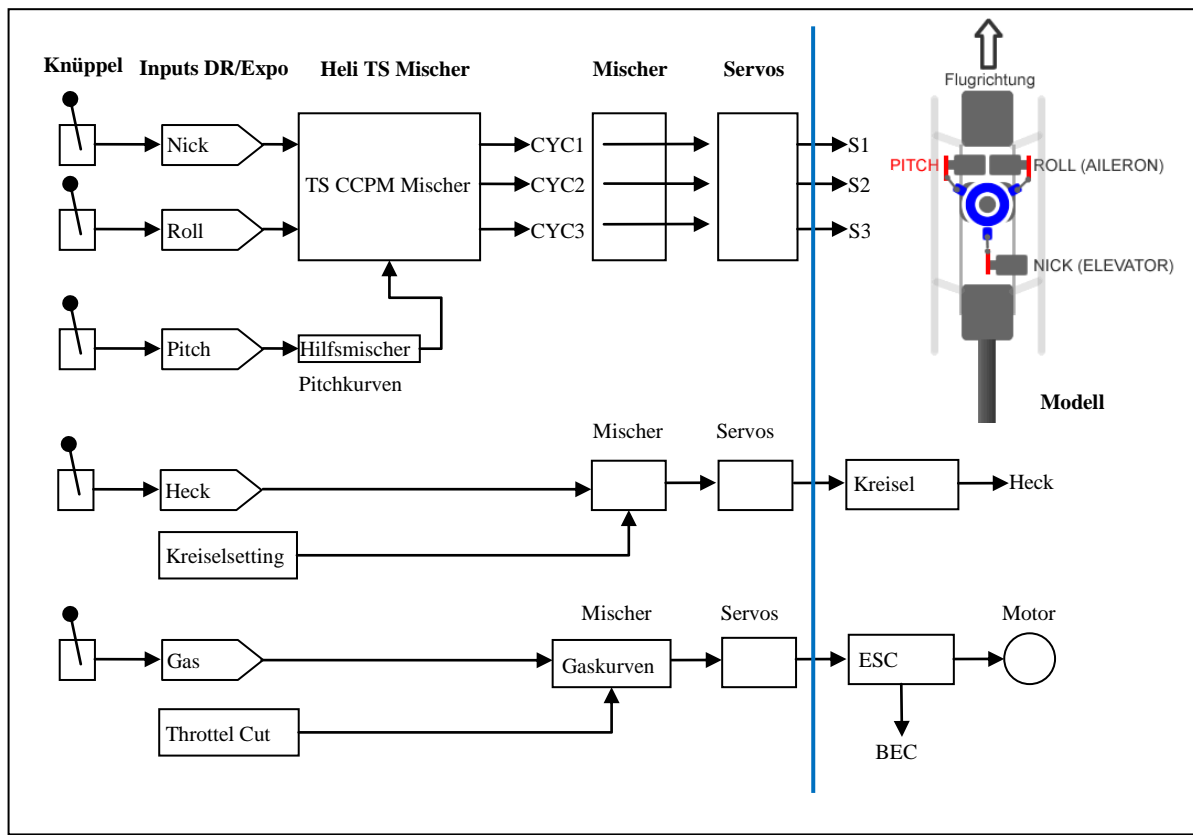 Knüppel
Inputs DR/Expo
Heli TS Mischer
Mischer
Servos
Flugrichtung
Nick
CYC1
S1
PITCH
ROLL (AILERON)
TS CCPM Mischer
CYC2
S2
Roll
CYC3
S3
NICK (ELEVATOR)
Pitch
Hilfsmischer
Pitchkurven
Modell
Mischer
Servos
Heck
Kreisel
Heck
Kreiselsetting
Mischer
Servos
Motor
Gas
Gaskurven
ESC
Throttel Cut
BEC